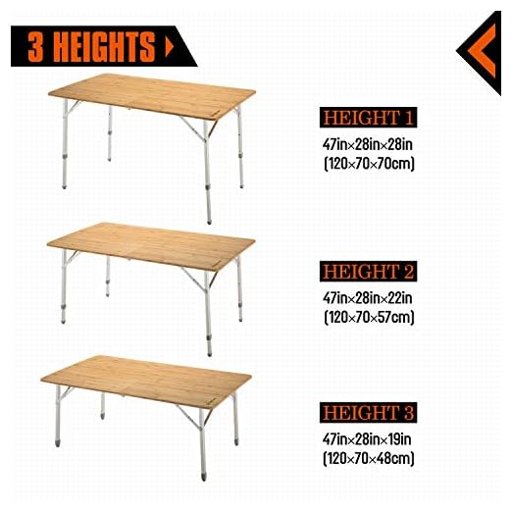 3 HEIGHTS
HEIGHT 1
47in×28in×28in
(120×70×70cm)
HEIGHT 2
47in×28in×22in
(120×70×57cm)
HEIGHT 3
47in×28in×19in
(120×70×48cm)